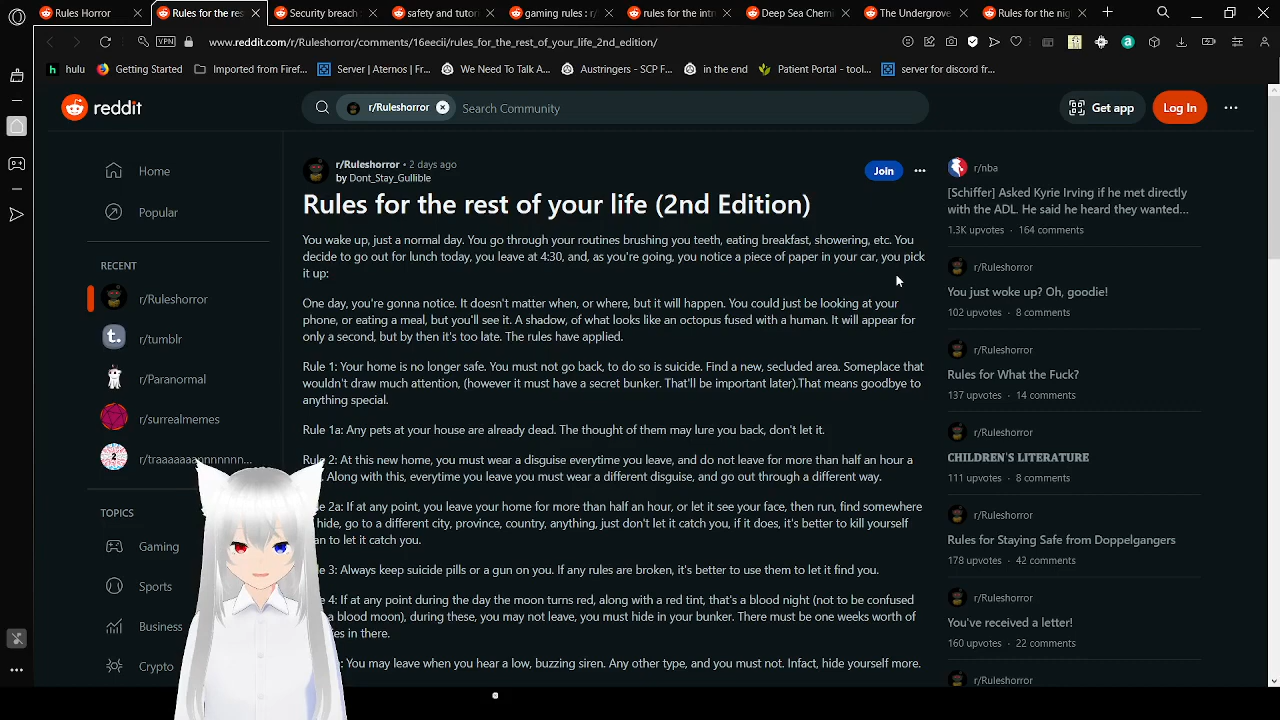 Rules Horror
Rules for the res
Security breach
safety and tutori
gaming rules : r/
rules for the intr
Deep Sea Chemi
The Undergrove
Rules for the nig
VPN
www.reddit.com/r/Ruleshorror/comments/16eecii/rules_for_the_rest_of_your_life_2nd_edition/
hulu
Getting Started
Imported from Firef...
Server | Aternos | Fr...
We Need To Talk A...
Austringers - SCP F...
in the end
Patient Portal - tool...
server for discord fr...
reddit
r/Ruleshorror
Search Community
Get app
Log In
Home
Popular
RECENT
r/Ruleshorror
r/tumblr
r/Paranormal
r/surrealmemes
r/traaaaaaannnnnnn...
TOPICS
Gaming
Sports
Business
Crypto
r/Ruleshorror • 2 days ago
by Dont_Stay_Gullible
Join
Rules for the rest of your life (2nd Edition)
You wake up, just a normal day. You go through your routines brushing you teeth, eating breakfast, showering, etc. You
decide to go out for lunch today, you leave at 4:30, and, as you're going, you notice a piece of paper in your car, you pick
it up:
One day, you're gonna notice. It doesn't matter when, or where, but it will happen. You could just be looking at your
phone, or eating a meal, but you'll see it. A shadow, of what looks like an octopus fused with a human. It will appear for
only a second, but by then it's too late. The rules have applied.
Rule 1: Your home is no longer safe. You must not go back, to do so is suicide. Find a new, secluded area. Someplace that
wouldn't draw much attention, (however it must have a secret bunker. That'll be important later).That means goodbye to
anything special.
Rule 1a: Any pets at your house are already dead. The thought of them may lure you back, don't let it.
Rule 2: At this new home, you must wear a disguise everytime you leave, and do not leave for more than half an hour a
Along with this, everytime you leave you must wear a different disguise, and go out through a different way.
2a: If at any point, you leave your home for more than half an hour, or let it see your face, then run, find somewhere
hide, go to a different city, province, country, anything, just don't let it catch you, if it does, it's better to kill yourself
an to let it catch you.
3: Always keep suicide pills or a gun on you. If any rules are broken, it's better to use them to let it find you.
4: If at any point during the day the moon turns red, along with a red tint, that's a blood night (not to be confused
a blood moon), during these, you may not leave, you must hide in your bunker. There must be one weeks worth of
es in there.
: You may leave when you hear a low, buzzing siren. Any other type, and you must not. Infact, hide yourself more.
r/nba
[Schiffer] Asked Kyrie Irving if he met directly
with the ADL. He said he heard they wanted...
1.3K upvotes • 164 comments
r/Ruleshorror
You just woke up? Oh, goodie!
102 upvotes • 8 comments
r/Ruleshorror
Rules for What the Fuck?
137 upvotes • 14 comments
r/Ruleshorror
CHILDREN'S LITERATURE
111 upvotes • 8 comments
r/Ruleshorror
Rules for Staying Safe from Doppelgangers
178 upvotes • 42 comments
r/Ruleshorror
You've received a letter!
160 upvotes • 22 comments
r/Ruleshorror